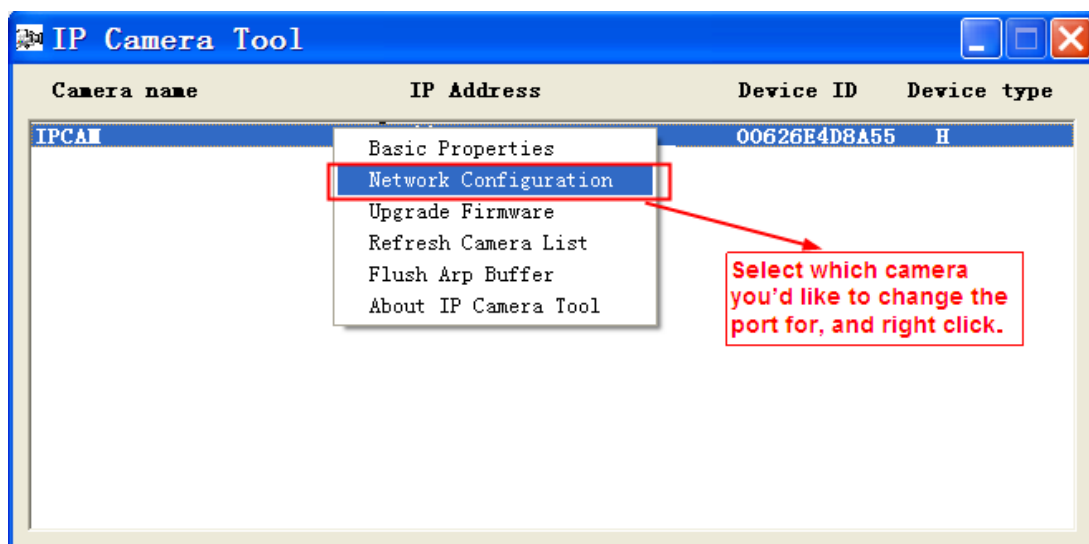 IP Camera Tool
Camera name IP Address Device ID Device type
IPCAM 00626E4D8A55 H
Basic Properties
Network Configuration
Upgrade Firmware
Refresh Camera List
Flush Arp Buffer
About IP Camera Tool
Select which camera
you'd like to change the
port for, and right click.